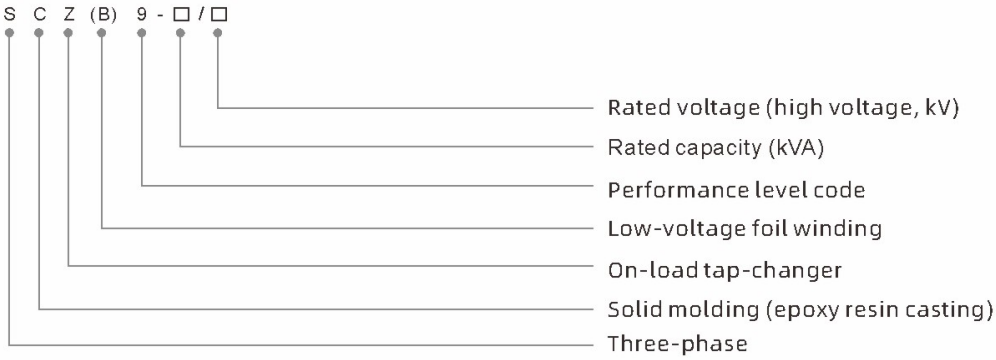 S C Z (B) 9 - □ / □
Rated voltage (high voltage, kV)
Rated capacity (kVA)
Performance level code
Low-voltage foil winding
On-load tap-changer
Solid molding (epoxy resin casting)
Three-phase